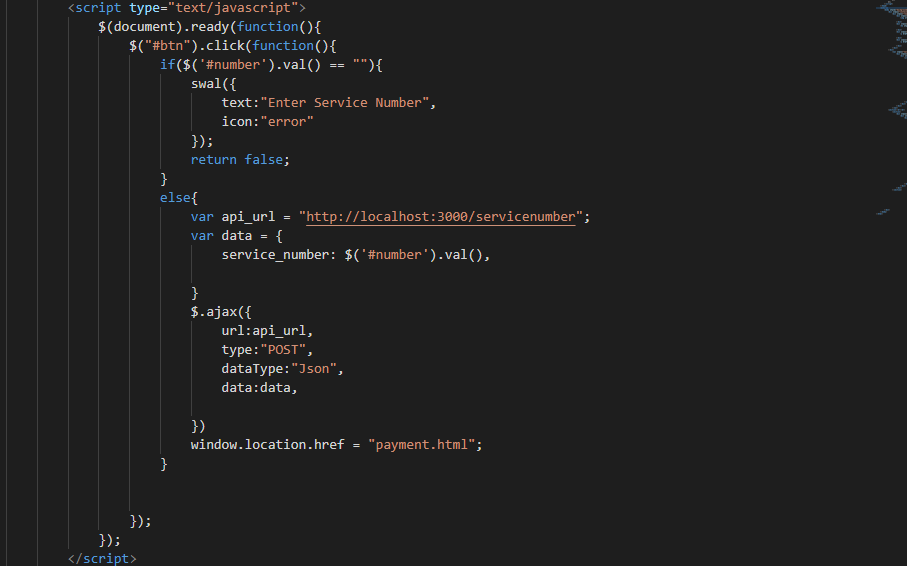 <script type="text/javascript">
$(document).ready(function(){
$("#btn").click(function(){
if($('#number').val() == ""){
swal({
text:"Enter Service Number",
icon:"error"
});
return false;
}
else{
var api_url = "http://localhost:3000/servicenumber";
var data = {
service_number: $('#number').val(),
}
$.ajax({
url:api_url,
type:"POST",
dataType:"Json",
data:data,
})
window.location.href = "payment.html";
}
});
});
</script>